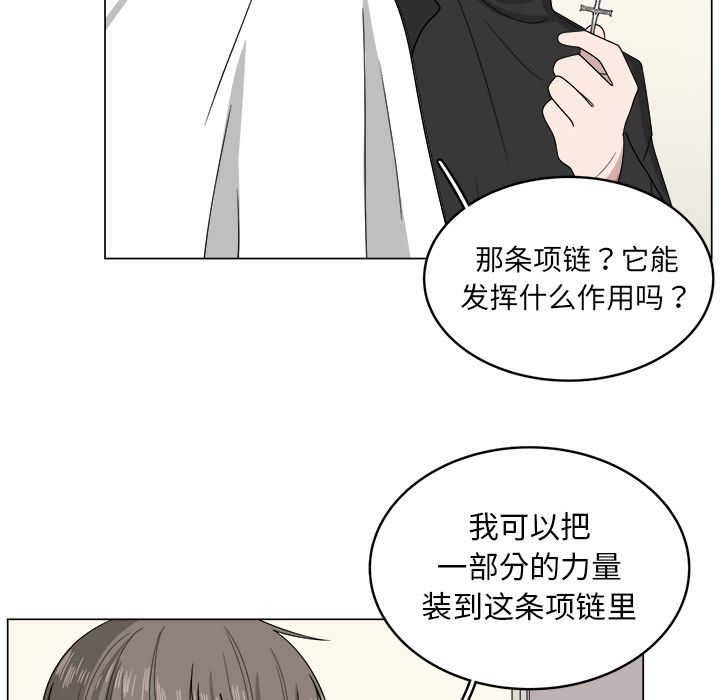 那条项链？它能
发挥什么作用吗？
我可以把
一部分的力量
装到这条项链里